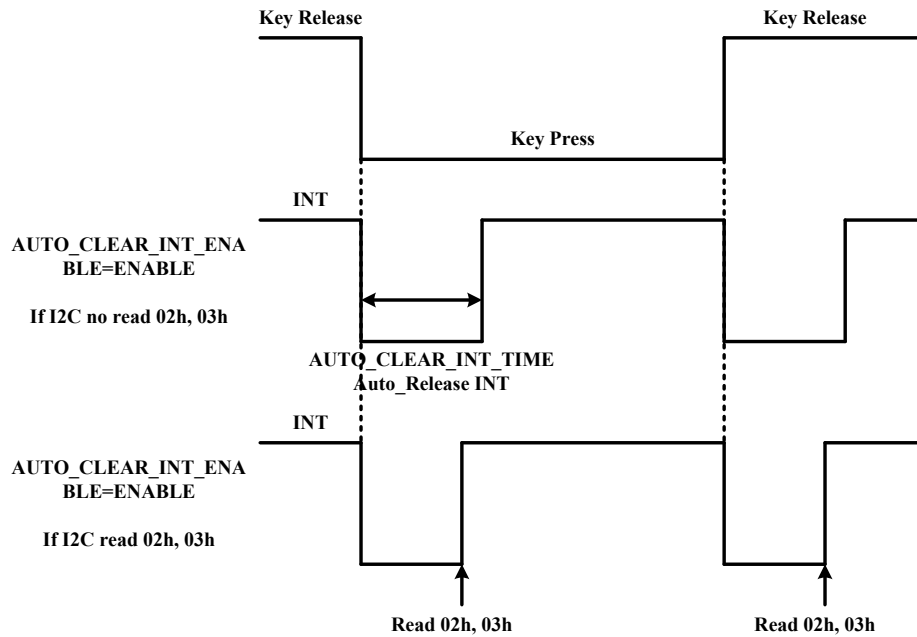 Key Release
Key Release
Key Press
INT
AUTO_CLEAR_INT_ENA
BLE=ENABLE
If I2C no read 02h, 03h
AUTO_CLEAR_INT_TIME
Auto_Release INT
INT
AUTO_CLEAR_INT_ENA
BLE=ENABLE
If I2C read 02h, 03h
Read 02h, 03h
Read 02h, 03h